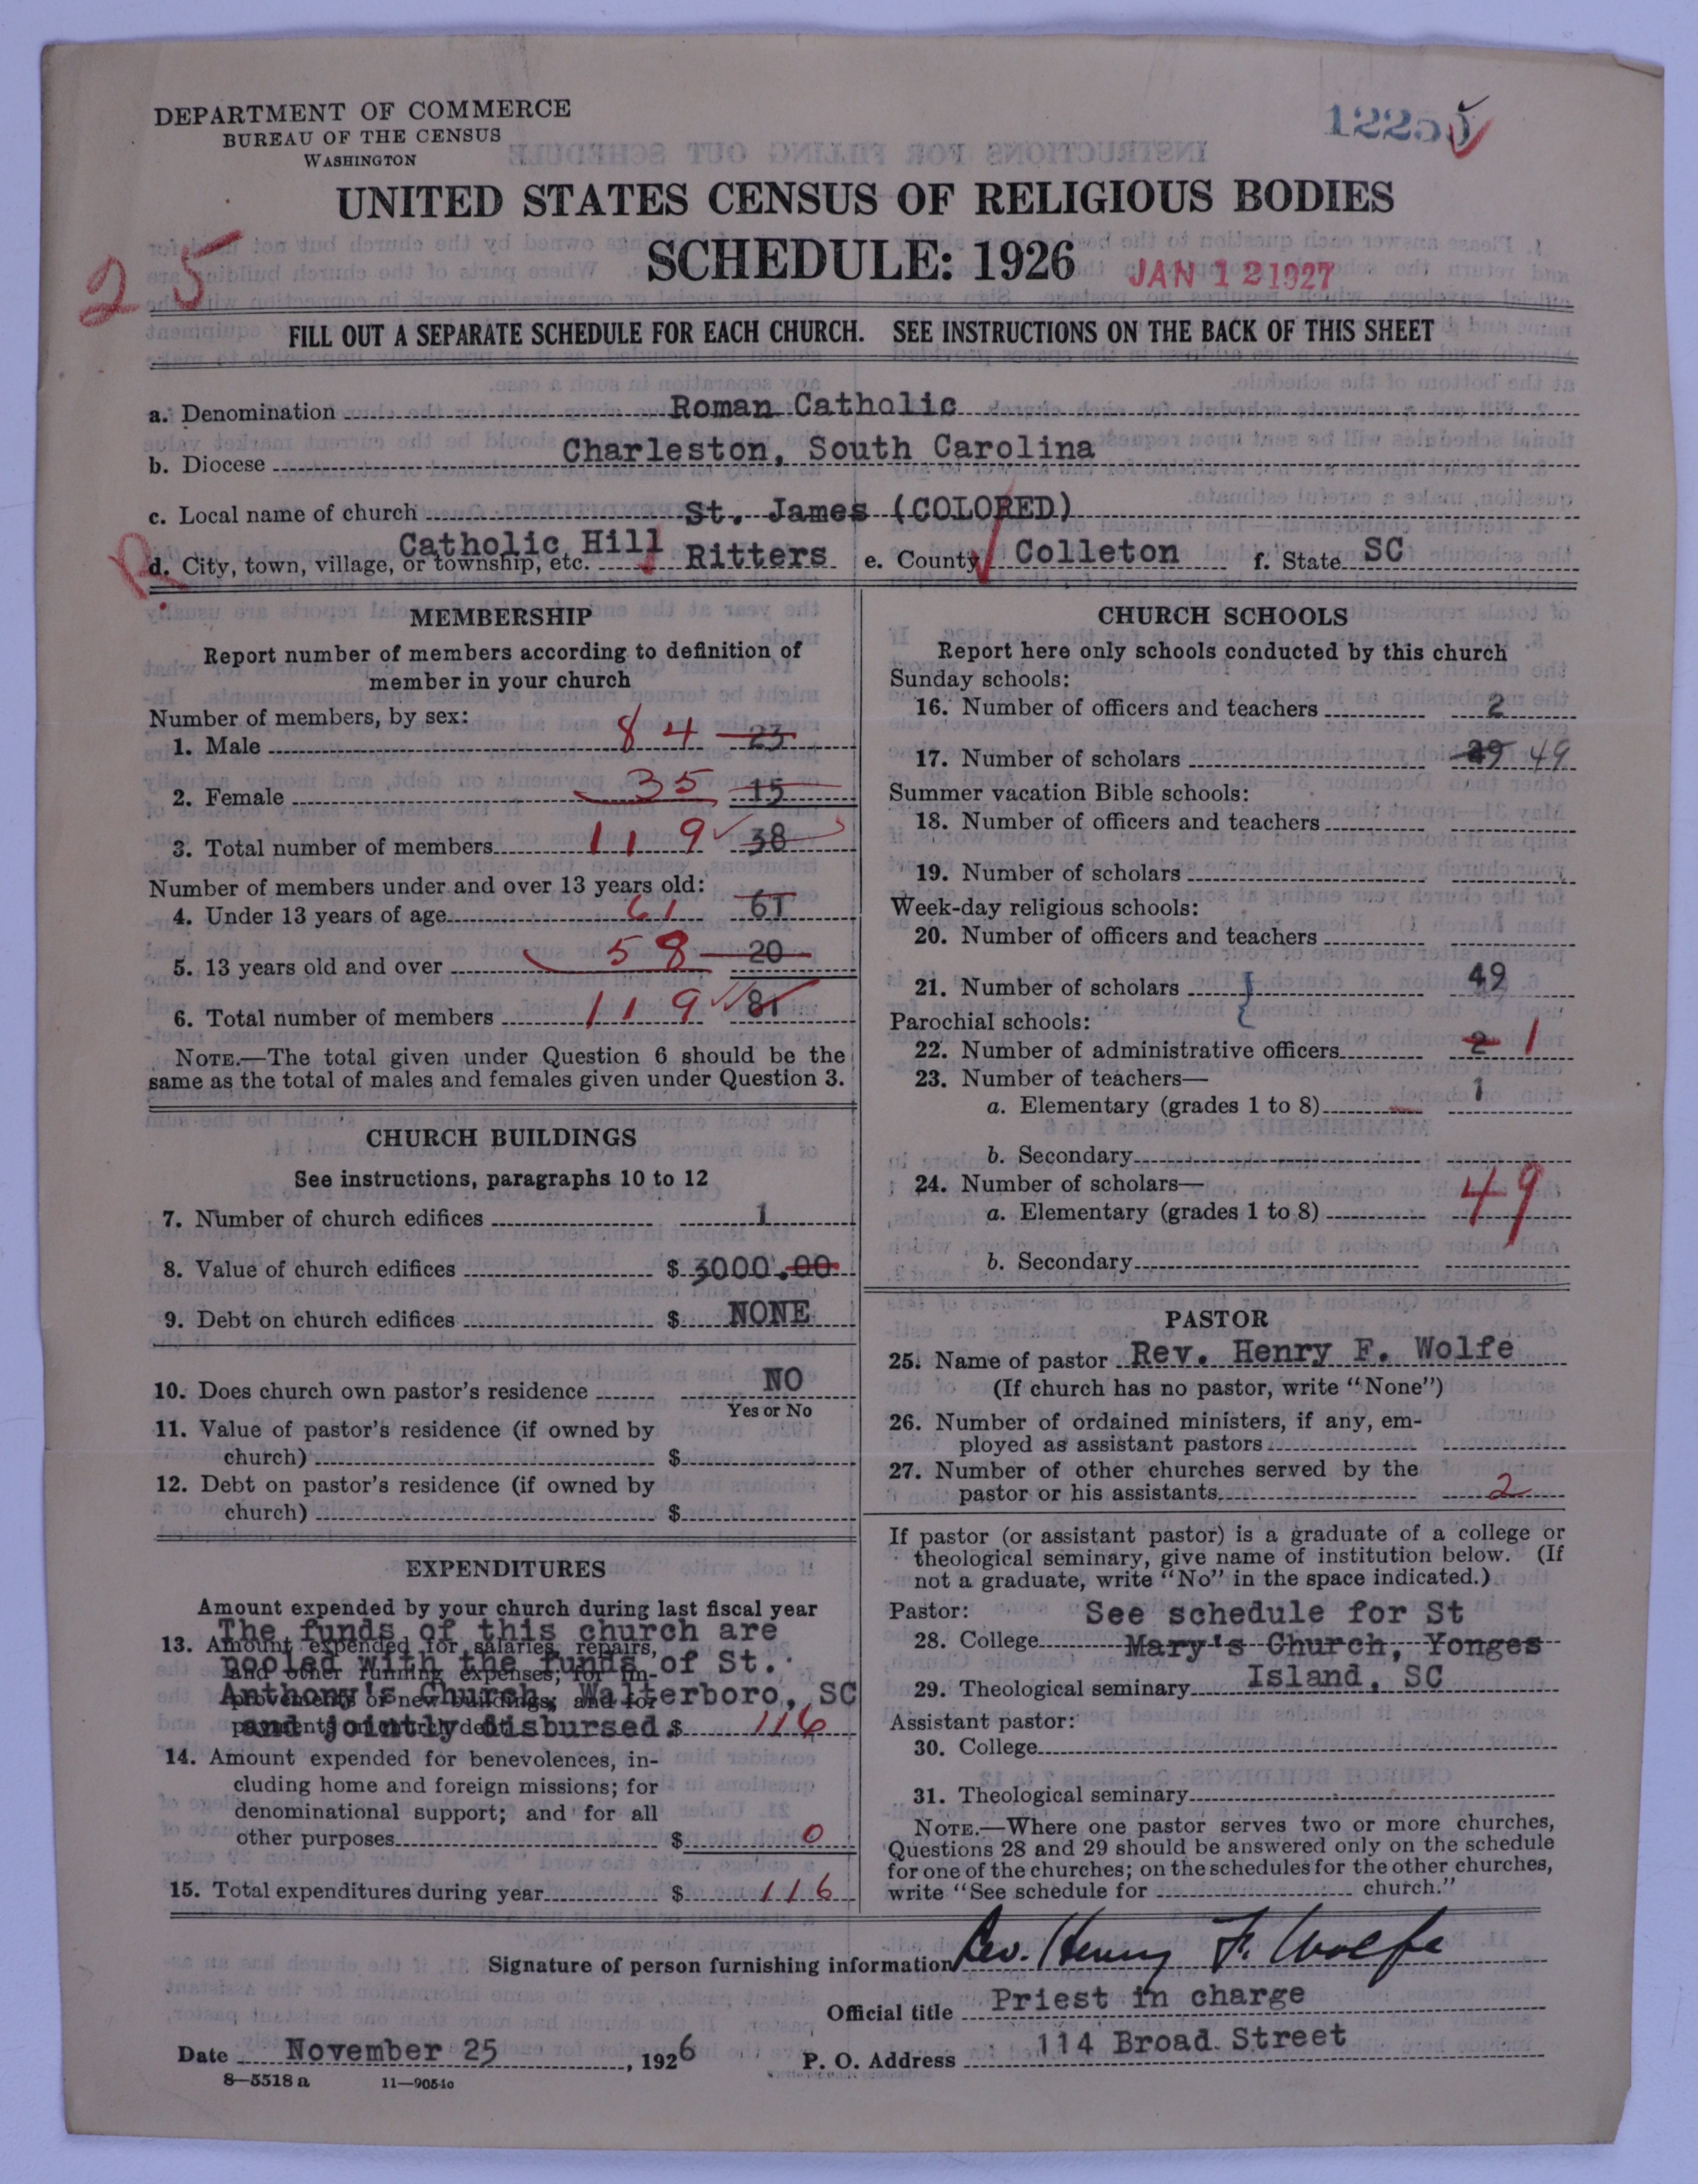 DEPARTMENT OF COMMERCE
BUREAU OF THE CENSUS
WASHINGTON
UNITED STATES CENSUS OF RELIGIOUS BODIES
SCHEDULE: 1926
JAN 12 1927
25
FILL OUT A SEPARATE SCHEDULE FOR EACH CHURCH. SEE INSTRUCTIONS ON THE BACK OF THIS SHEET
a. Denomination Roman Catholic
b. Diocese Charleston, South Carolina
c. Local name of church St. James (COLORED)
d. City, town, village, or township, etc. Catholic Hill Ritters e. County Colleton f. State SC
R
MEMBERSHIP
Report number of members according to definition of
member in your church
Number of members, by sex:
1. Male 84 23
2. Female 35 15
3. Total number of members 119 38
Number of members under and over 13 years old:
4. Under 13 years of age 61 61
5. 13 years old and over 58 20
6. Total number of members 119 81
NOTE.—The total given under Question 6 should be the
same as the total of males and females given under Question 3.
CHURCH BUILDINGS
See instructions, paragraphs 10 to 12
7. Number of church edifices 1
8. Value of church edifices $ 3000.00
9. Debt on church edifices $ NONE
10. Does church own pastor's residence NO
Yes or No
11. Value of pastor's residence (if owned by
church) $
12. Debt on pastor's residence (if owned by
church) $
EXPENDITURES
Amount expended by your church during last fiscal year
The funds of this church are
13. Amount expended for salaries, repairs,
pooled with the funds of St.
and other running expenses; for im-
Anthony's Church, Walterboro, SC
provements or new buildings; and for
and jointly disbursed.
payments on church debt $ 116
14. Amount expended for benevolences, in-
cluding home and foreign missions; for
denominational support; and for all
other purposes $ 0
15. Total expenditures during year $ 116
CHURCH SCHOOLS
Report here only schools conducted by this church
Sunday schools:
16. Number of officers and teachers 2
17. Number of scholars 29 49
Summer vacation Bible schools:
18. Number of officers and teachers
19. Number of scholars
Week-day religious schools:
20. Number of officers and teachers
21. Number of scholars 49
Parochial schools:
22. Number of administrative officers 2 1
23. Number of teachers—
a. Elementary (grades 1 to 8) 1
b. Secondary
24. Number of scholars—
a. Elementary (grades 1 to 8) 49
b. Secondary
PASTOR
25. Name of pastor Rev. Henry F. Wolfe
(If church has no pastor, write "None")
26. Number of ordained ministers, if any, em-
ployed as assistant pastors
27. Number of other churches served by the
pastor or his assistants 2
If pastor (or assistant pastor) is a graduate of a college or
theological seminary, give name of institution below. (If
not a graduate, write "No" in the space indicated.)
Pastor: See schedule for St
28. College Mary's Church, Yonges
29. Theological seminary Island, SC
Assistant pastor:
30. College
31. Theological seminary
NOTE.—Where one pastor serves two or more churches,
Questions 28 and 29 should be answered only on the schedule
for one of the churches; on the schedules for the other churches,
write "See schedule for church."
Signature of person furnishing information Rev. Henry F. Wolfe
Official title Priest in charge
Date November 25, 1926 P. O. Address 114 Broad Street
8—5518 a 11—9054c